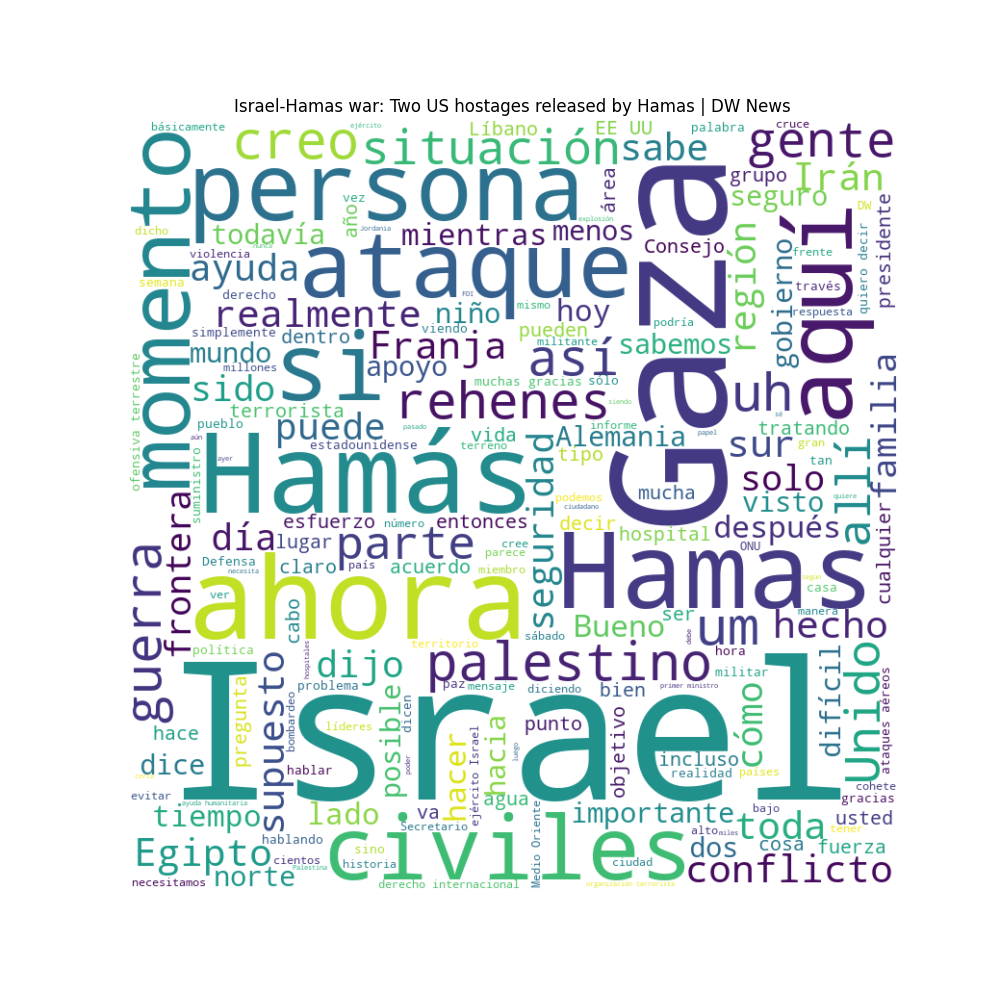 Israel-Hamas war: Two US hostages released by Hamas | DW News
básicamente
ejército
Líbano
EE UU
palabra
cruce
creo
situación
sabe
gente
momento
persona
Gaza
área
grupo
Irán
seguro
DW
dicho
vez
año
explosión
todavía
Jordania
mientras
menos
Consejo
región
aquí
presidente
violencia
nunca
gobierno
frente
quiero decir
semana
ayuda
ataque
través
derecho
FDI
realmente
niño
mismo
hoy
podría
respuesta
simplemente
dentro
viendo
pueden
militante
sabemos
mundo
si
Franja
así
millones
apoyo
muchas gracias
sólo
ofensiva terrestre
sido
rehenes
siendo
uh
familia
terrorista
pueblo
puede
pasado
informe
papel
sé
tratando
aún
estadounidense
vida
Alemania
sur
gran
terreno
ayer
tipo
tan
Hamás
seguridad
solo
allí
suministro
mucha
visto
quiere
podemos
ciudadano
frontera
día
esfuerzo
número
entonces
decir
hospital
después
cualquier
lugar
parte
cree
ONU
Defensa
parece
necesita
claro
país
acuerdo
miembro
Hamas
según
casa
guerra
ahora
ver
cabo
ser
manera
Bueno
um
hecho
sábado
debe
política
hospitales
territorio
hora
dijo
palestino
Unido
difícil
pregunta
supuesto
problema
posible
paz
mensaje
diciendo
bien
primer ministro
militar
cómo
ataques aéreos
bombardeo
Israel
líderes
dicen
hacia
punto
objetivo
hace
hacer
ejército Israel
luego
dice
hablar
poder
incluso
realidad
países
cohete
evitar
ayuda humanitaria
agua
gracias
tiempo
lado
va
importante
bajo
tener
usted
Secretario
Medio Oriente
alto
miles
toda
hablando
civiles
Egipto
sino
dos
cosa
fuerza
cientos
historia
ciudad
Palestina
norte
conflicto
necesitamos
derecho internacional
organización terrorista